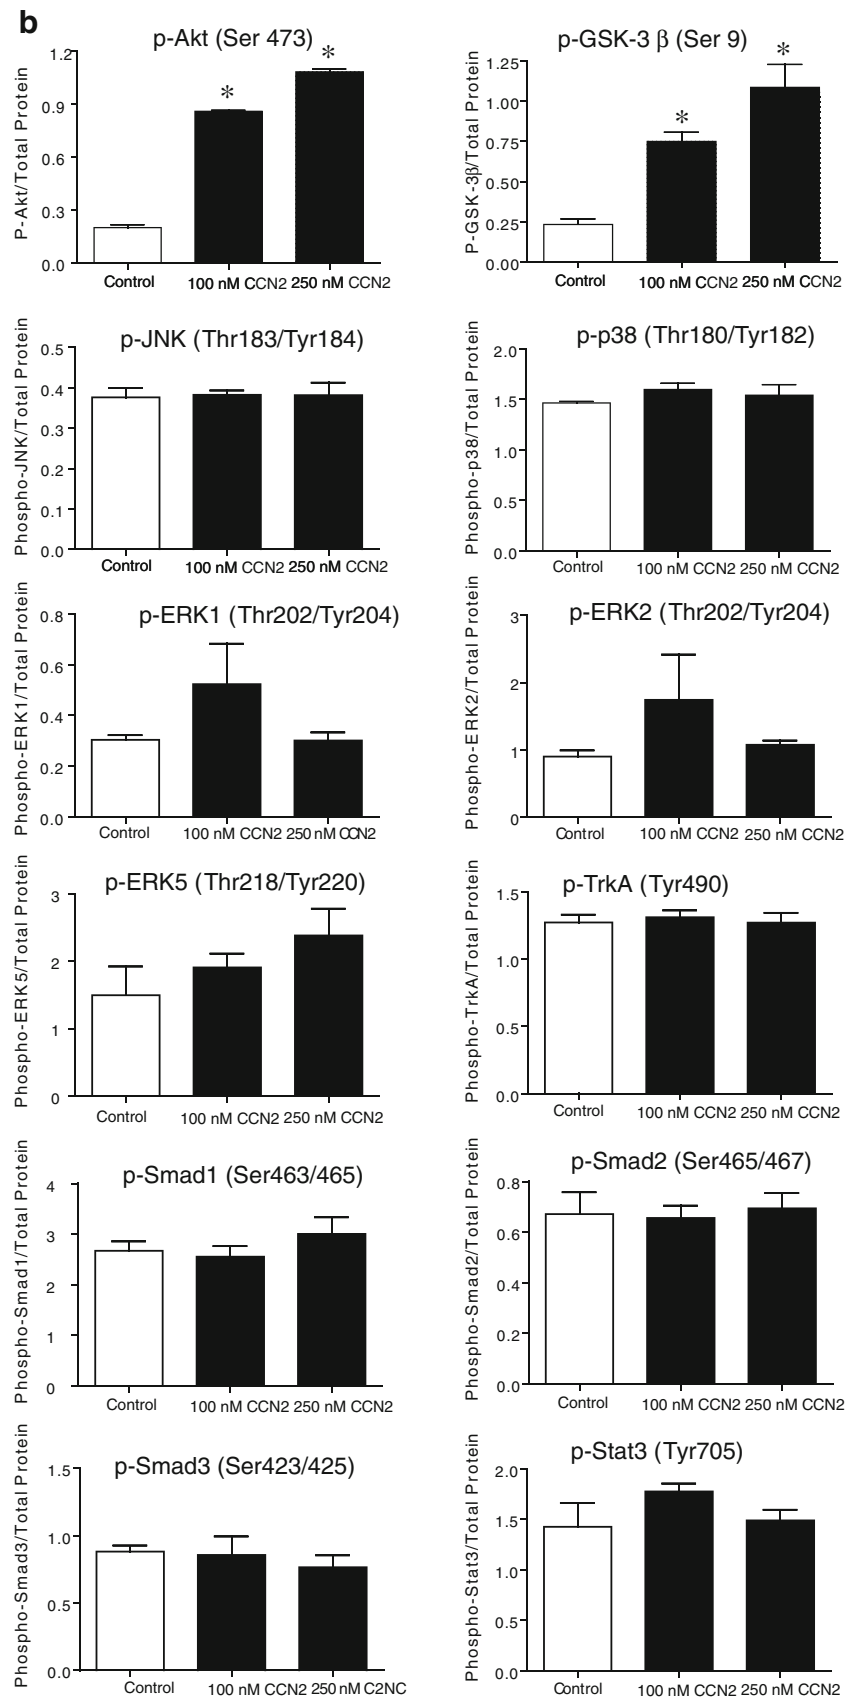 b
p-Akt (Ser 473)
P-Akt/Total Protein
1.2
0.9
0.6
0.3
0.0
*
*
Control
100 nM CCN2
250 nM CCN2
p-GSK-3 β (Ser 9)
P-GSK-3β/Total Protein
1.25
1.00
0.75
0.50
0.25
0.00
*
*
Control
100 nM CCN2
250 nM CCN2
p-JNK (Thr183/Tyr184)
Phospho-JNK/Total Protein
0.5
0.4
0.3
0.2
0.1
0.0
Control
100 nM CCN2
250 nM CCN2
p-p38 (Thr180/Tyr182)
Phospho-p38/Total Protein
2.0
1.5
1.0
0.5
0.0
Control
100 nM CCN2
250 nM CCN2
p-ERK1 (Thr202/Tyr204)
Phospho-ERK1/Total Protein
0.8
0.6
0.4
0.2
0.0
Control
100 nM CCN2
250 nM CCN2
p-ERK2 (Thr202/Tyr204)
Phospho-ERK2/Total Protein
3
2
1
0
Control
100 nM CCN2
250 nM CCN2
p-ERK5 (Thr218/Tyr220)
Phospho-ERK5/Total Protein
3
2
1
0
Control
100 nM CCN2
250 nM CCN2
p-TrkA (Tyr490)
Phospho-TrkA/Total Protein
1.5
1.0
0.5
0.0
Control
100 nM CCN2
250 nM CCN2
p-Smad1 (Ser463/465)
Phospho-Smad1/Total Protein
4
3
2
1
0
Control
100 nM CCN2
250 nM CCN2
p-Smad2 (Ser465/467)
Phospho-Smad2/Total Protein
0.8
0.6
0.4
0.2
0.0
Control
100 nM CCN2
250 nM CCN2
p-Smad3 (Ser423/425)
Phospho-Smad3/Total Protein
1.5
1.0
0.5
0.0
Control
100 nM CCN2
250 nM C2NC
p-Stat3 (Tyr705)
Phospho-Stat3/Total Protein
2.0
1.5
1.0
0.5
0.0
Control
100 nM CCN2
250 nM CCN2